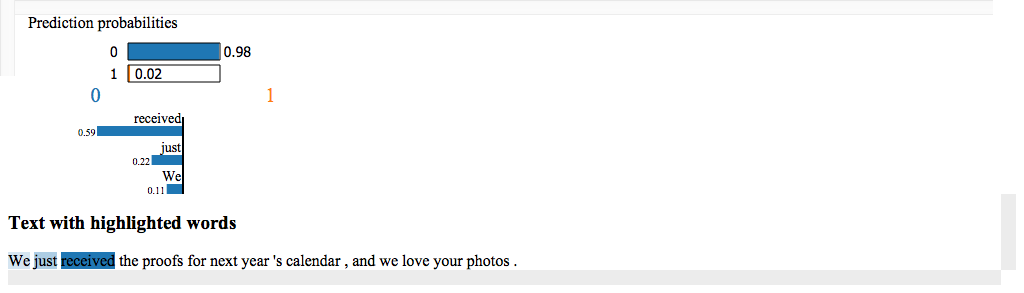 Prediction probabilities
0 0.98
1 0.02
0 1
received
0.59
just
0.22
We
0.11
Text with highlighted words
We just received the proofs for next year 's calendar , and we love your photos .